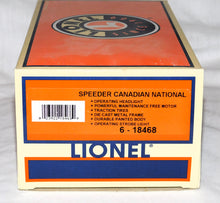 SPEEDER CANADIAN NATIONAL
• OPERATING HEADLIGHT
• POWERFUL MAINTENANCE FREE MOTOR
• TRACTION TIRES
• DIE-CAST METAL FRAME
• DURABLE PAINTED BODY
• OPERATING STROBE LIGHT
6 - 18468
LIONEL